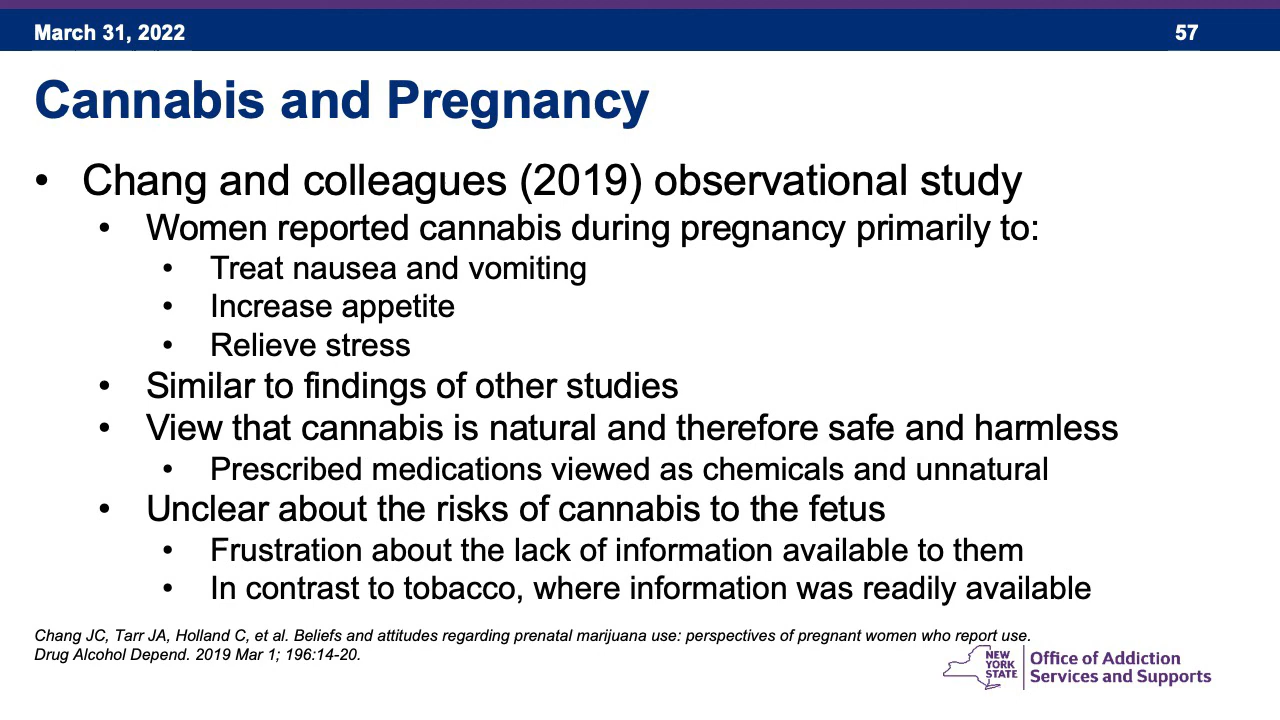 March 31, 2022
57
Cannabis and Pregnancy
• Chang and colleagues (2019) observational study
• Women reported cannabis during pregnancy primarily to:
• Treat nausea and vomiting
• Increase appetite
• Relieve stress
• Similar to findings of other studies
• View that cannabis is natural and therefore safe and harmless
• Prescribed medications viewed as chemicals and unnatural
• Unclear about the risks of cannabis to the fetus
• Frustration about the lack of information available to them
• In contrast to tobacco, where information was readily available
Chang JC, Tarr JA, Holland C, et al. Beliefs and attitudes regarding prenatal marijuana use: perspectives of pregnant women who report use.
Drug Alcohol Depend. 2019 Mar 1; 196:14-20.
NEW
YORK
STATE
Office of Addiction
Services and Supports